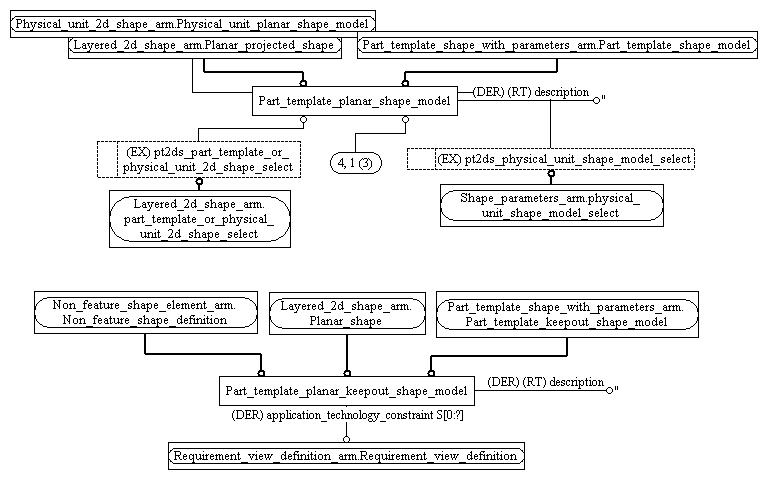 Physical_unit_2d_shape_arm.Physical_unit_planar_shape_model
Layered_2d_shape_arm.Planar_projected_shape
Part_template_shape_with_parameters_arm.Part_template_shape_model
(DER) (RT) description
"
Part_template_planar_shape_model
(EX) pt2ds_part_template_or_
physical_unit_2d_shape_select
4, 1 (3)
(EX) pt2ds_physical_unit_shape_model_select
Layered_2d_shape_arm.
part_template_or_physical_
unit_2d_shape_select
Shape_parameters_arm.physical_
unit_shape_model_select
Non_feature_shape_element_arm.
Non_feature_shape_definition
Layered_2d_shape_arm.
Planar_shape
Part_template_shape_with_parameters_arm.
Part_template_keepout_shape_model
Part_template_planar_keepout_shape_model
(DER) (RT) description
"
(DER) application_technology_constraint S[0:?]
Requirement_view_definition_arm.Requirement_view_definition